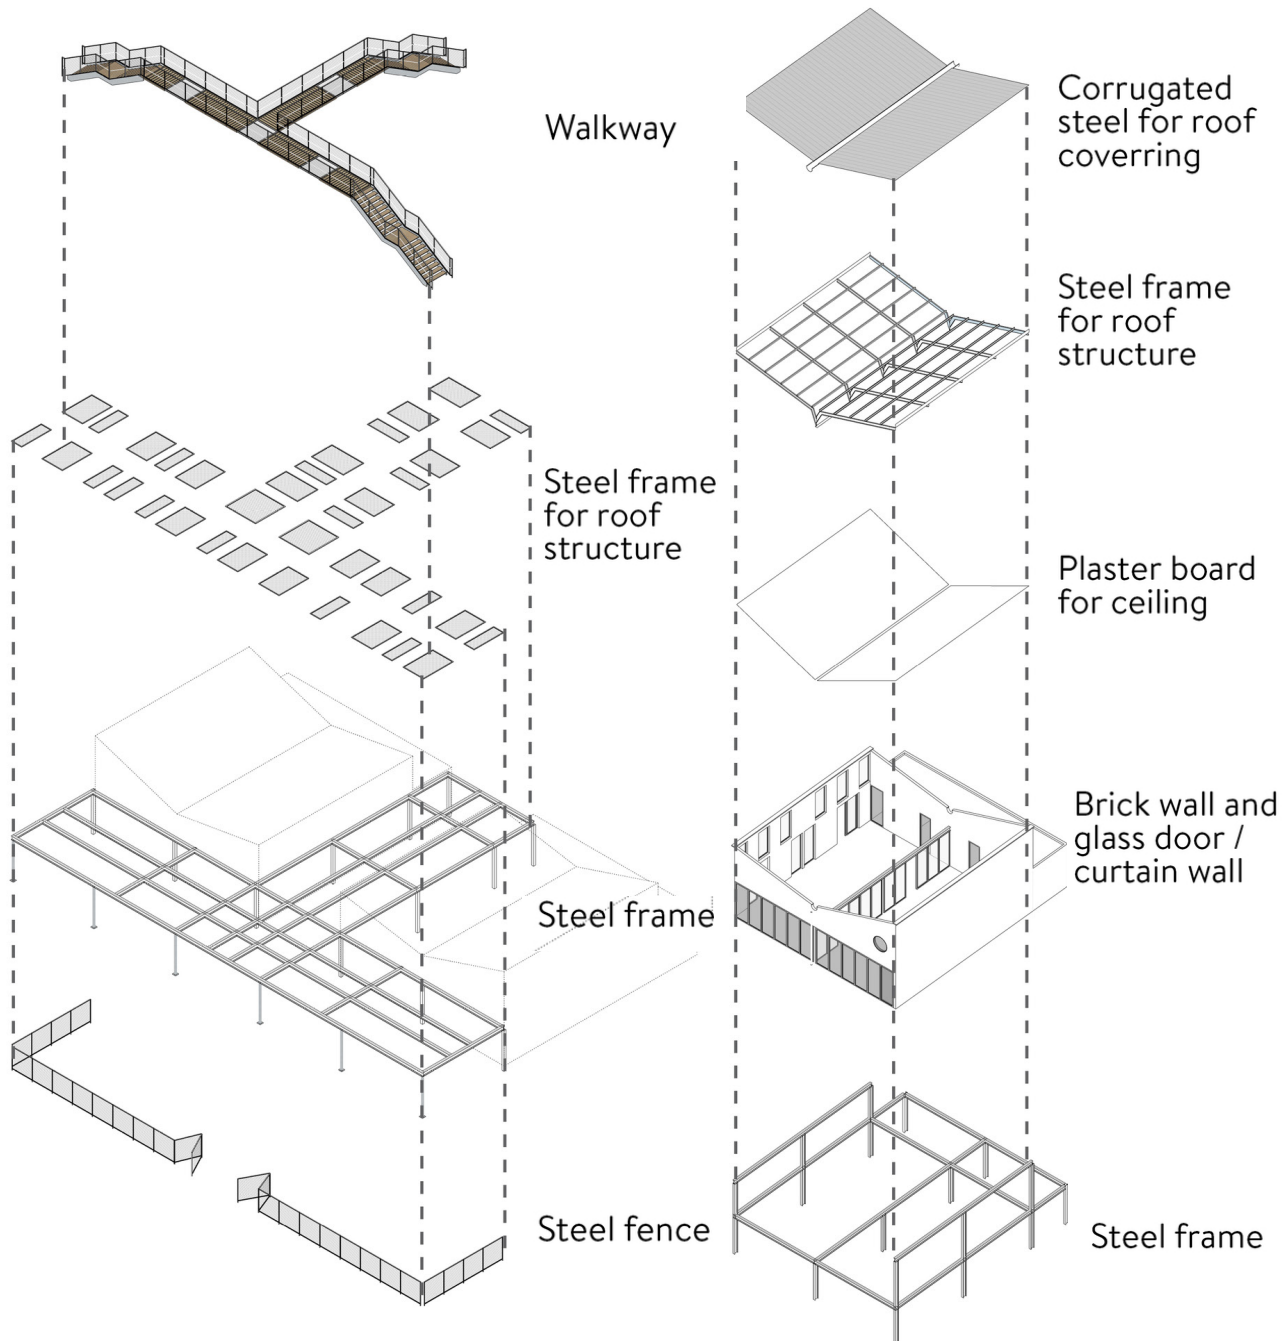 Walkway
Steel frame
for roof
structure
Steel frame
Steel fence
Corrugated
steel for roof
coverring
Steel frame
for roof
structure
Plaster board
for ceiling
Brick wall and
glass door /
curtain wall
Steel frame